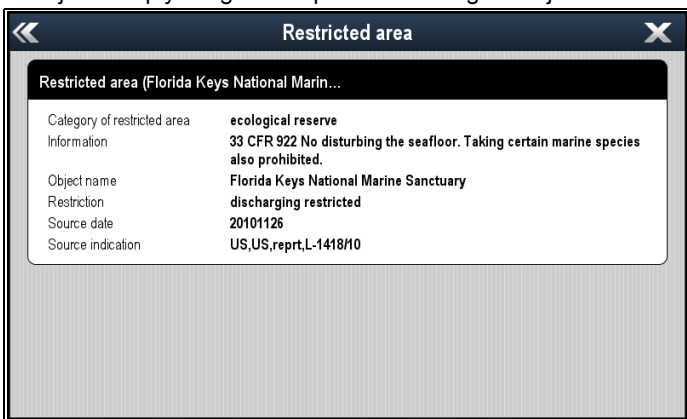 Restricted area
Restricted area (Florida Keys National Marin...
Category of restricted area ecological reserve
Information 33 CFR 922 No disturbing the seafloor. Taking certain marine species
also prohibited.
Object name Florida Keys National Marine Sanctuary
Restriction discharging restricted
Source date 20101126
Source indication US,US,reprt,L-1418/10